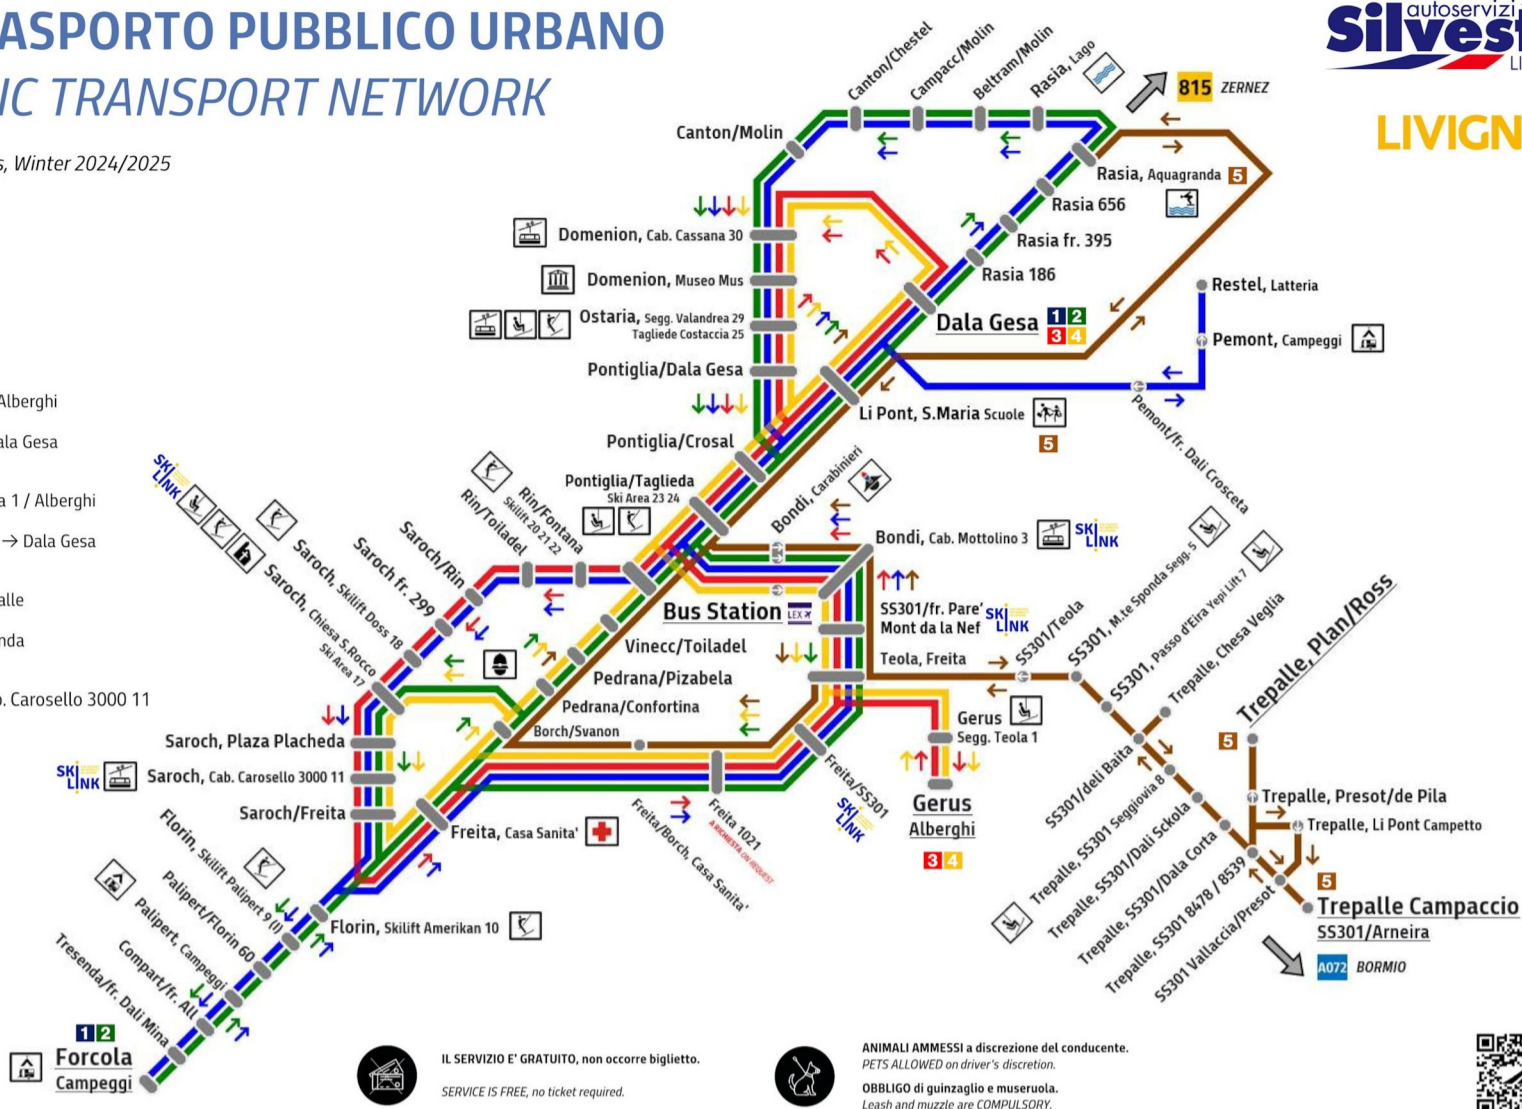 ASPORTO PUBBLICO URBANO
IC TRANSPORT NETWORK
s, Winter 2024/2025
autoservizi
Silvest
LI
LIVIGN
815 ZERNEZ
Canton/Chestel
Campacc/Molin
Beltram/Molin
Rasia, Lago
Canton/Molin
Rasia, Aquagranda 5
Rasia 656
Rasia fr. 395
Rasia 186
Domenion, Cab. Cassana 30
Domenion, Museo Mus
Ostaria, Segg. Valandrea 29
Tagliede Costaccia 25
Pontiglia/Dala Gesa
Dala Gesa 1 2
3 4
Restel, Latteria
Pemont, Campeggi
Pemont/fr. Dali Crosceta
Li Pont, S.Maria Scuole
5
Alberghi
ala Gesa
a 1 / Alberghi
→ Dala Gesa
alle
nda
b. Carosello 3000 11
Pontiglia/Crosal
Pontiglia/Taglieda
Ski Area 23 24
Rin/Fontana
Skilift 20 21 22
Rin/Toiladel
Saroch/Rin
Saroch fr. 299
Saroch, Skilift Doss 18
Saroch, Chiesa S.Rocco
Ski Area 17
SKI LINK
Bondi, Carabinieri
Bondi, Cab. Mottolino 3
SKI LINK
Bus Station LEX
SS301/fr. Pare'
Mont da la Nef
SKI LINK
Teola, Freita
Vinecc/Toiladel
Pedrana/Pizabela
Pedrana/Confortina
Borch/Svanon
Saroch, Plaza Placheda
SKI LINK
Saroch, Cab. Carosello 3000 11
Saroch/Freita
Freita, Casa Sanita'
Freita/Borch, Casa Sanita'
Freita 1021
A RICHIESTA ON REQUEST
Freita/SS301
SKI LINK
Gerus
Segg. Teola 1
Gerus
Alberghi
3 4
SS301/Teola
SS301, M.te Sponda Segg. 5
SS301, Passo d'Eira Yepi Lift 7
Trepalle, Chesa Veglia
SS301/deli Baita
Trepalle, SS301 Seggiovia 8
Trepalle, SS301/Dali Sckola
Trepalle, SS301/Dala Corta
Trepalle, SS301 8478 / 8539
SS301 Vallaccia/Presot
Trepalle, Plan/Ross
5
Trepalle, Presot/de Pila
Trepalle, Li Pont Campetto
5
Trepalle Campaccio
SS301/Arneira
A072 BORMIO
Florin, Skilift Amerikan 10
Florin, Skilift Palipert 9 (I)
Palipert/Florin 60
Palipert, Campeggi
Compart/fr. All
Tresenda/fr. Dali Mina
1 2
Forcola
Campeggi
IL SERVIZIO E' GRATUITO, non occorre biglietto.
SERVICE IS FREE, no ticket required.
ANIMALI AMMESSI a discrezione del conducente.
PETS ALLOWED on driver's discretion.
OBBLIGO di guinzaglio e museruola.
Leash and muzzle are COMPULSORY.